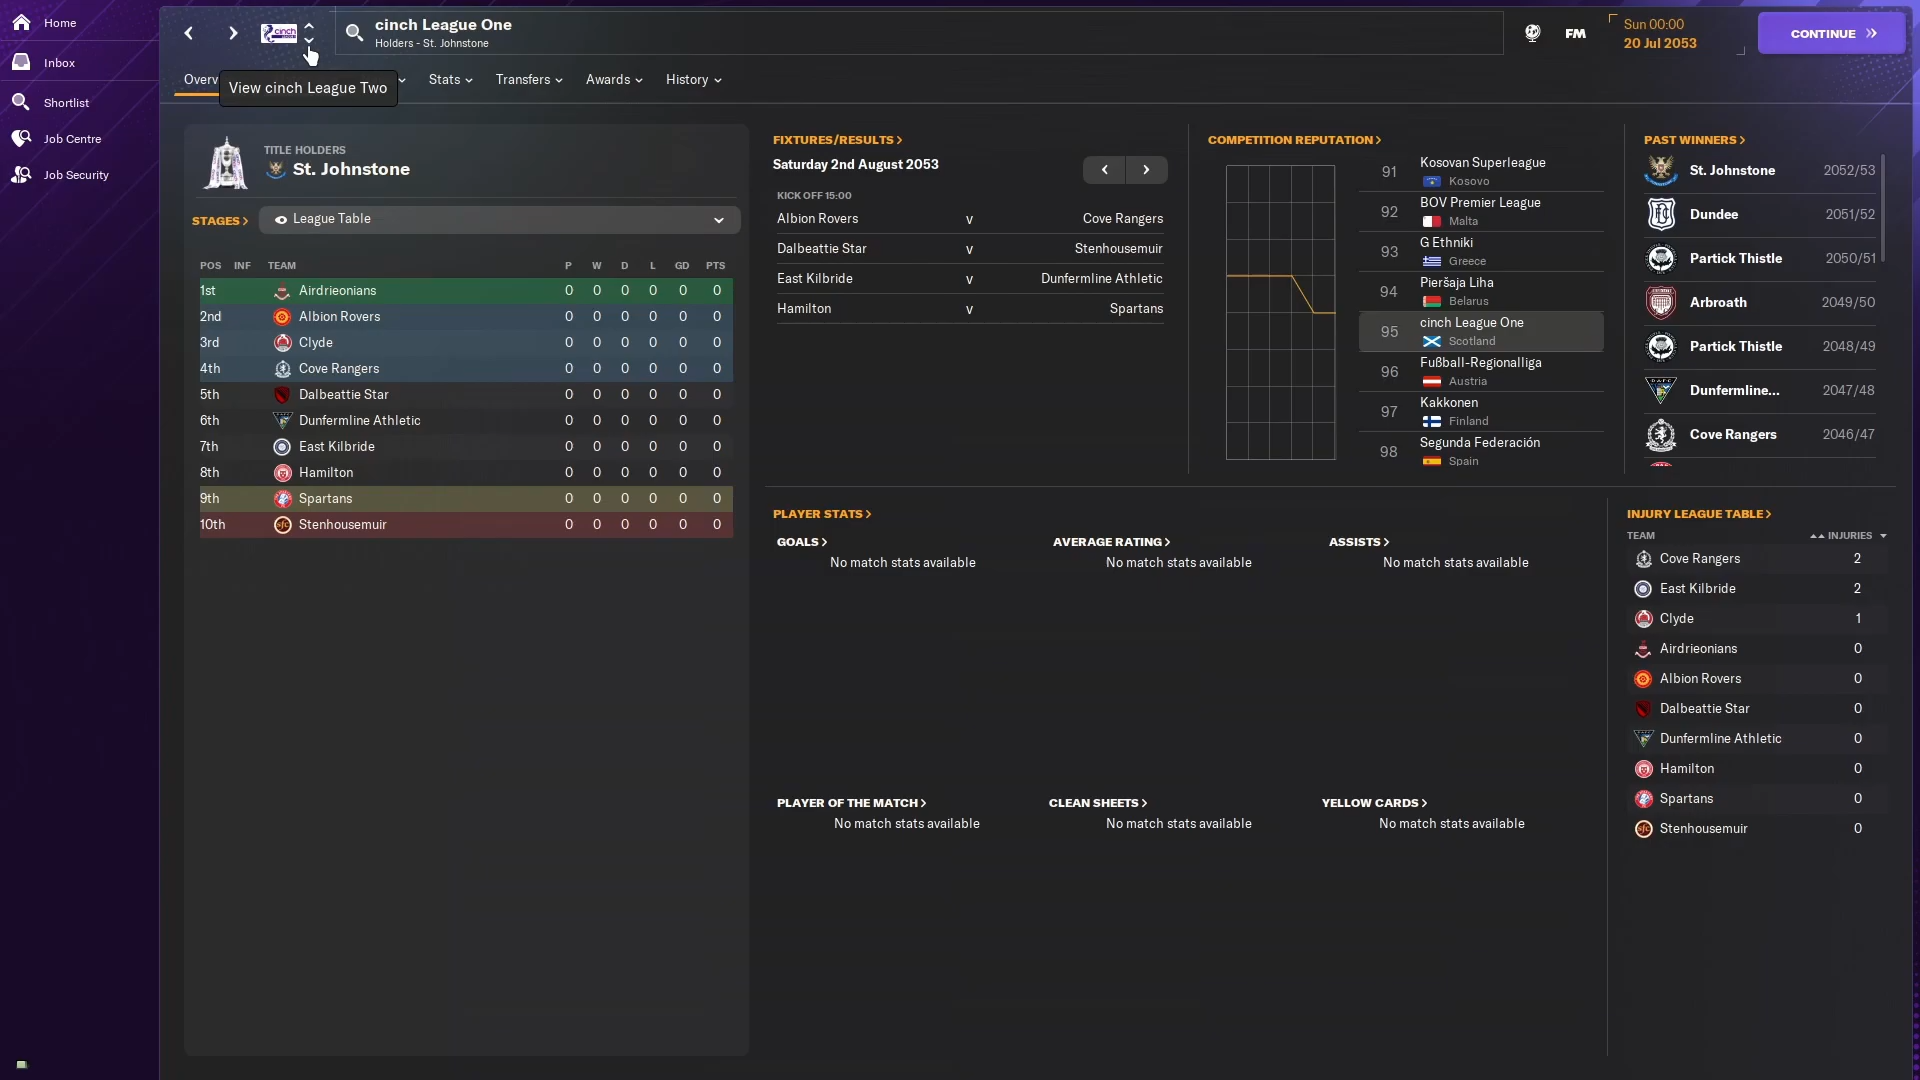 Home
Inbox
Shortlist
Job Centre
Job Security
cinch
cinch League One
Holders - St. Johnstone
FM
Sun 00:00
20 Jul 2053
CONTINUE
Overv
View cinch League Two
Stats
Transfers
Awards
History
TITLE HOLDERS
St. Johnstone
STAGES
League Table
POS INF TEAM P W D L GD PTS
1st Airdrieonians 0 0 0 0 0 0
2nd Albion Rovers 0 0 0 0 0 0
3rd Clyde 0 0 0 0 0 0
4th Cove Rangers 0 0 0 0 0 0
5th Dalbeattie Star 0 0 0 0 0 0
6th Dunfermline Athletic 0 0 0 0 0 0
7th East Kilbride 0 0 0 0 0 0
8th Hamilton 0 0 0 0 0 0
9th Spartans 0 0 0 0 0 0
10th Stenhousemuir 0 0 0 0 0 0
FIXTURES/RESULTS
Saturday 2nd August 2053
KICK OFF 15:00
Albion Rovers v Cove Rangers
Dalbeattie Star v Stenhousemuir
East Kilbride v Dunfermline Athletic
Hamilton v Spartans
COMPETITION REPUTATION
91 Kosovan Superleague
Kosovo
92 BOV Premier League
Malta
93 G Ethniki
Greece
94 Pieršaja Liha
Belarus
95 cinch League One
Scotland
96 Fußball-Regionalliga
Austria
97 Kakkonen
Finland
98 Segunda Federación
Spain
PAST WINNERS
St. Johnstone 2052/53
Dundee 2051/52
Partick Thistle 2050/51
Arbroath 2049/50
Partick Thistle 2048/49
Dunfermline... 2047/48
Cove Rangers 2046/47
PLAYER STATS
GOALS
No match stats available
AVERAGE RATING
No match stats available
ASSISTS
No match stats available
PLAYER OF THE MATCH
No match stats available
CLEAN SHEETS
No match stats available
YELLOW CARDS
No match stats available
INJURY LEAGUE TABLE
TEAM INJURIES
Cove Rangers 2
East Kilbride 2
Clyde 1
Airdrieonians 0
Albion Rovers 0
Dalbeattie Star 0
Dunfermline Athletic 0
Hamilton 0
Spartans 0
Stenhousemuir 0